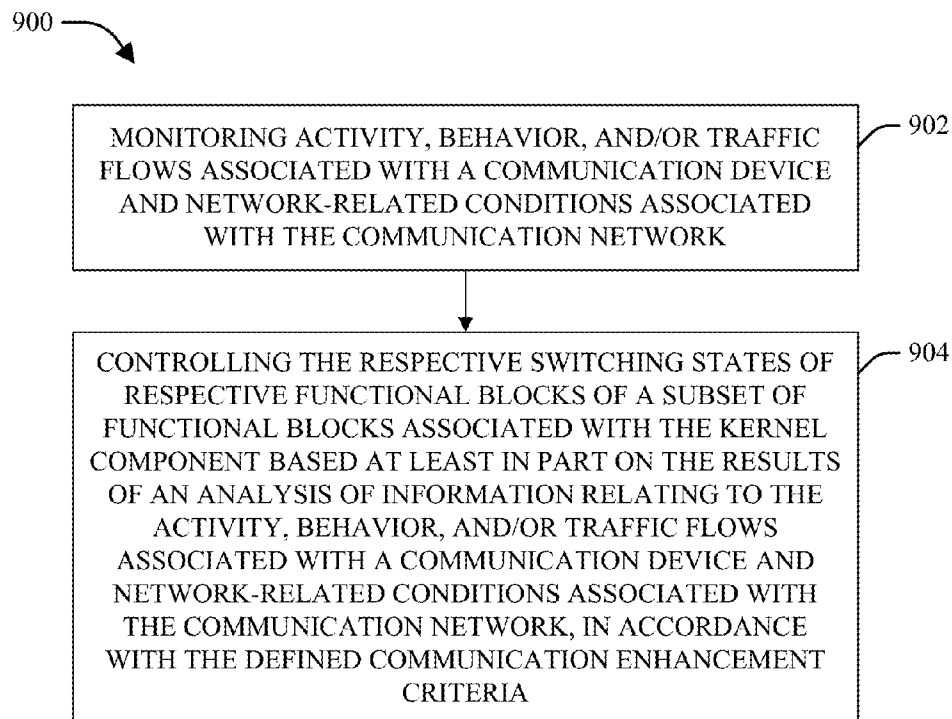 900
MONITORING ACTIVITY, BEHAVIOR, AND/OR TRAFFIC
FLOWS ASSOCIATED WITH A COMMUNICATION DEVICE
AND NETWORK-RELATED CONDITIONS ASSOCIATED
WITH THE COMMUNICATION NETWORK
902
CONTROLLING THE RESPECTIVE SWITCHING STATES OF
RESPECTIVE FUNCTIONAL BLOCKS OF A SUBSET OF
FUNCTIONAL BLOCKS ASSOCIATED WITH THE KERNEL
COMPONENT BASED AT LEAST IN PART ON THE RESULTS
OF AN ANALYSIS OF INFORMATION RELATING TO THE
ACTIVITY, BEHAVIOR, AND/OR TRAFFIC FLOWS
ASSOCIATED WITH A COMMUNICATION DEVICE AND
NETWORK-RELATED CONDITIONS ASSOCIATED WITH
THE COMMUNICATION NETWORK, IN ACCORDANCE
WITH THE DEFINED COMMUNICATION ENHANCEMENT
CRITERIA
904